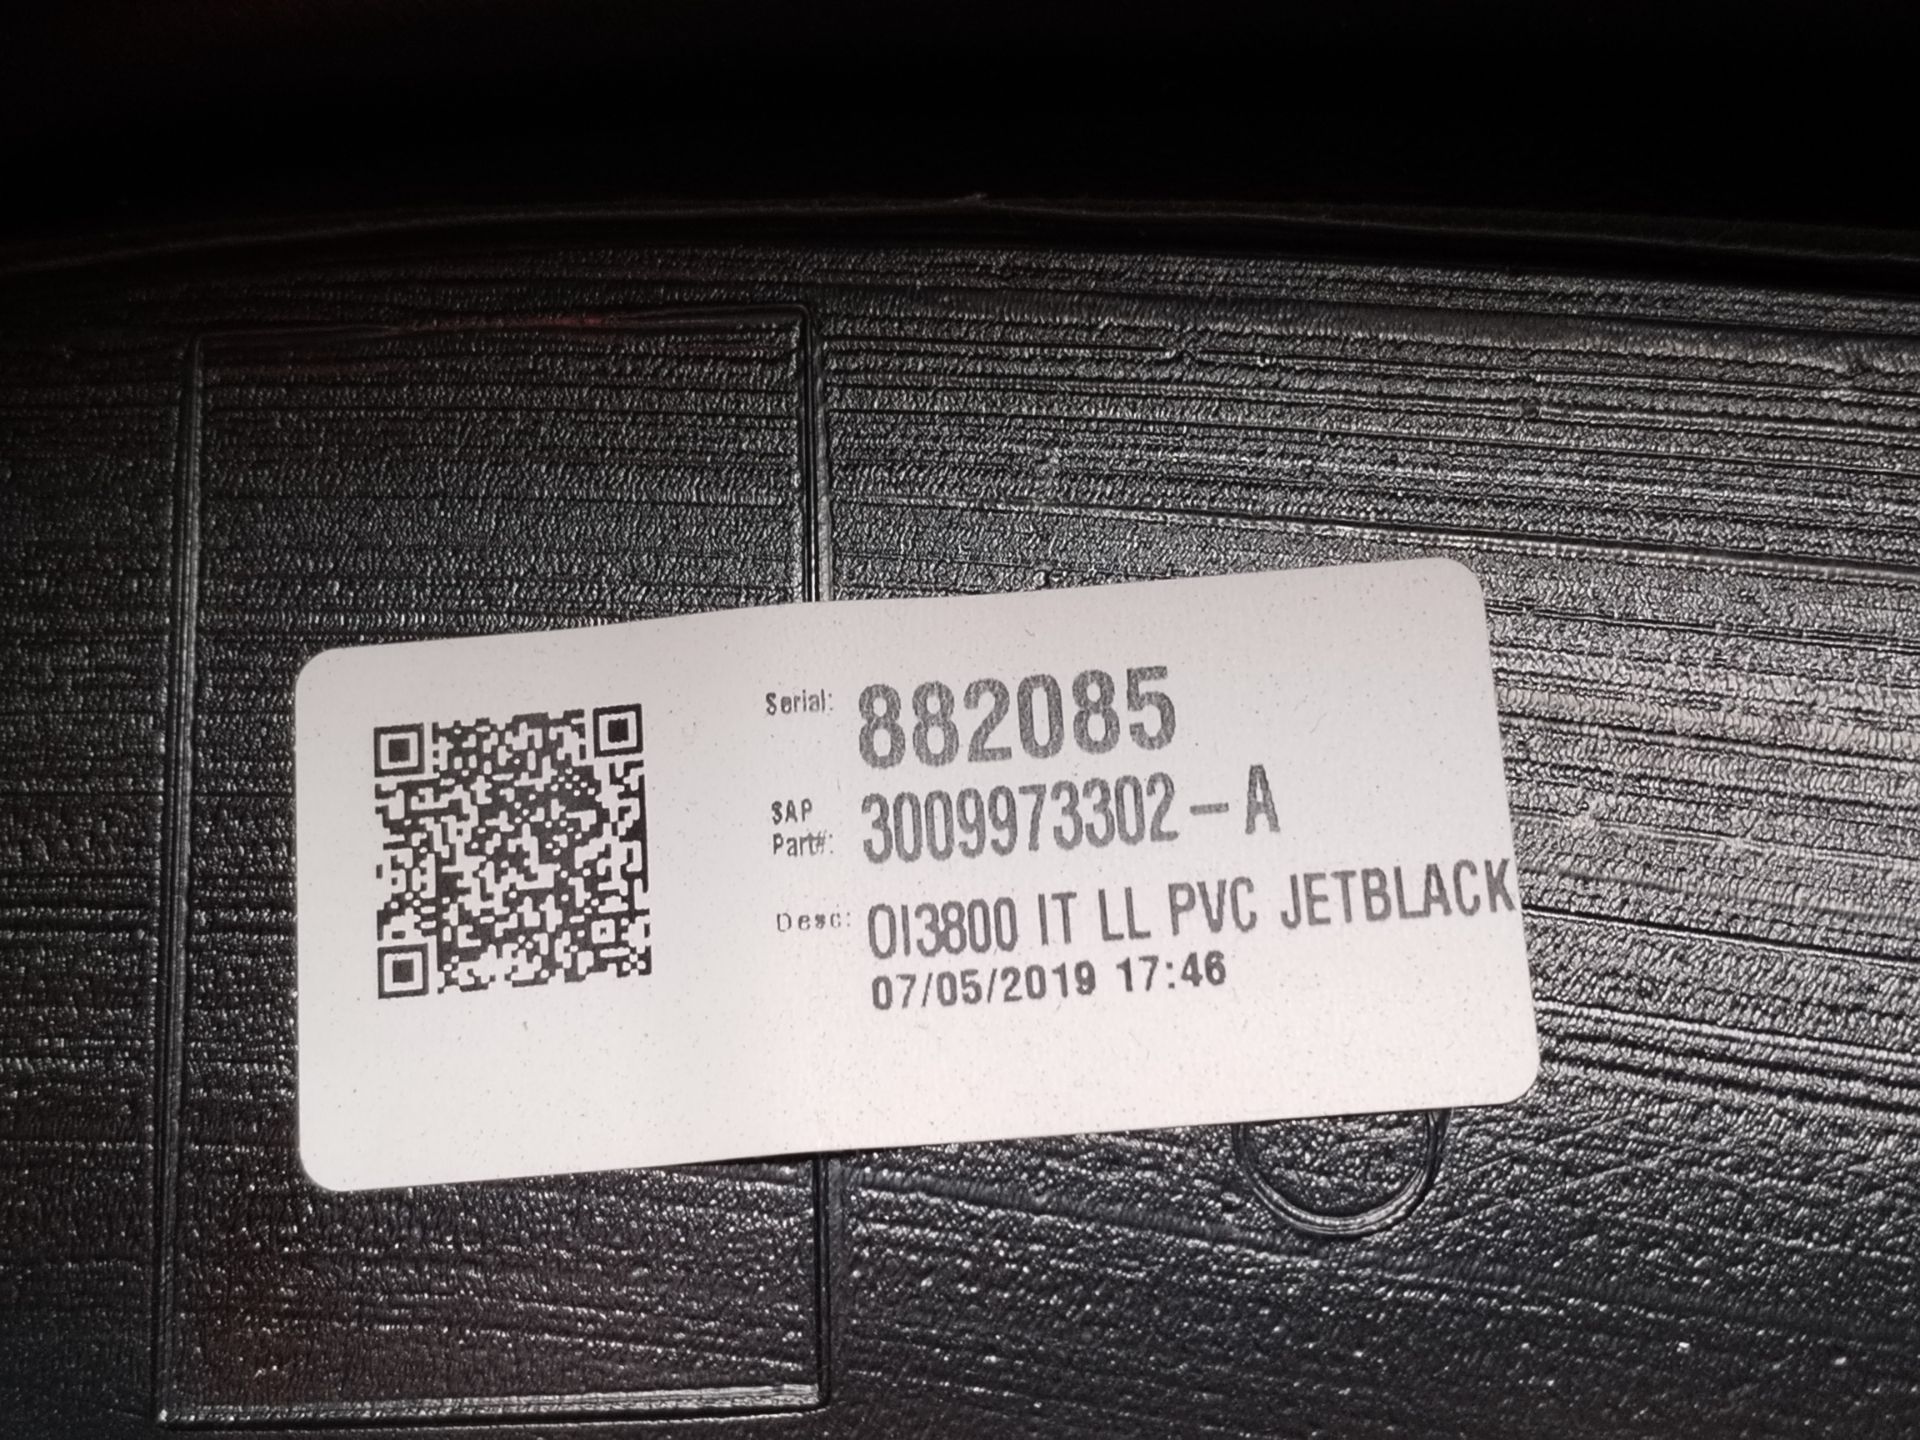 Serial: 882085
SAP Part#: 3009973302-A
Desc: OI3800 IT LL PVC JETBLACK
07/05/2019 17:46